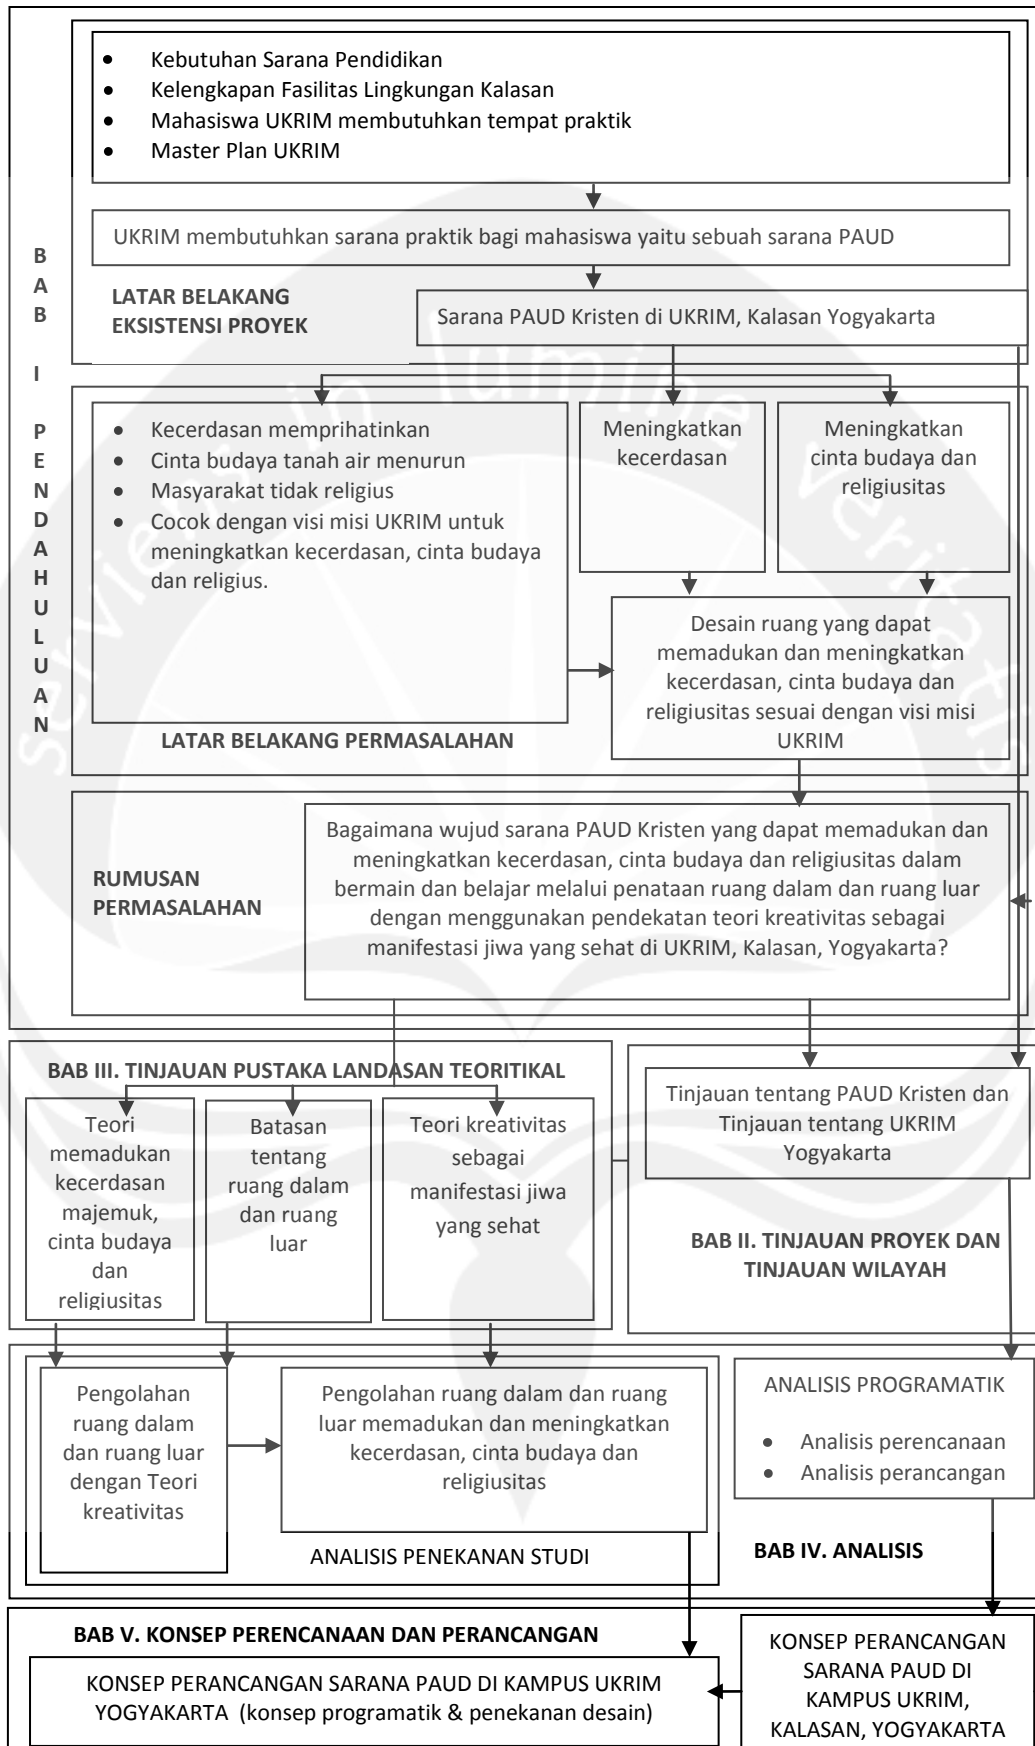 • Kebutuhan Sarana Pendidikan
• Kelengkapan Fasilitas Lingkungan Kalasan
• Mahasiswa UKRIM membutuhkan tempat praktik
• Master Plan UKRIM
UKRIM membutuhkan sarana praktik bagi mahasiswa yaitu sebuah sarana PAUD
LATAR BELAKANG
EKSISTENSI PROYEK
Sarana PAUD Kristen di UKRIM, Kalasan Yogyakarta
B
A
B
I
P
E
N
D
A
H
U
L
U
A
N
• Kecerdasan memprihatinkan
• Cinta budaya tanah air menurun
• Masyarakat tidak religius
• Cocok dengan visi misi UKRIM untuk
meningkatkan kecerdasan, cinta budaya
dan religius.
Meningkatkan
kecerdasan
Meningkatkan
cinta budaya dan
religiusitas
Desain ruang yang dapat
memadukan dan meningkatkan
kecerdasan, cinta budaya dan
religiusitas sesuai dengan visi misi
UKRIM
LATAR BELAKANG PERMASALAHAN
RUMUSAN
PERMASALAHAN
Bagaimana wujud sarana PAUD Kristen yang dapat memadukan dan
meningkatkan kecerdasan, cinta budaya dan religiusitas dalam
bermain dan belajar melalui penataan ruang dalam dan ruang luar
dengan menggunakan pendekatan teori kreativitas sebagai
manifestasi jiwa yang sehat di UKRIM, Kalasan, Yogyakarta?
BAB III. TINJAUAN PUSTAKA LANDASAN TEORITIKAL
Teori
memadukan
kecerdasan
majemuk,
cinta budaya
dan
religiusitas
Batasan
tentang
ruang dalam
dan ruang
luar
Teori kreativitas
sebagai
manifestasi jiwa
yang sehat
Tinjauan tentang PAUD Kristen dan
Tinjauan tentang UKRIM
Yogyakarta
BAB II. TINJAUAN PROYEK DAN
TINJAUAN WILAYAH
Pengolahan
ruang dalam
dan ruang luar
dengan Teori
kreativitas
Pengolahan ruang dalam dan ruang
luar memadukan dan meningkatkan
kecerdasan, cinta budaya dan
religiusitas
ANALISIS PENEKANAN STUDI
ANALISIS PROGRAMATIK
• Analisis perencanaan
• Analisis perancangan
BAB IV. ANALISIS
BAB V. KONSEP PERENCANAAN DAN PERANCANGAN
KONSEP PERANCANGAN SARANA PAUD DI KAMPUS UKRIM
YOGYAKARTA (konsep programatik & penekanan desain)
KONSEP PERANCANGAN
SARANA PAUD DI
KAMPUS UKRIM,
KALASAN, YOGYAKARTA
serviens in lumine veritatis